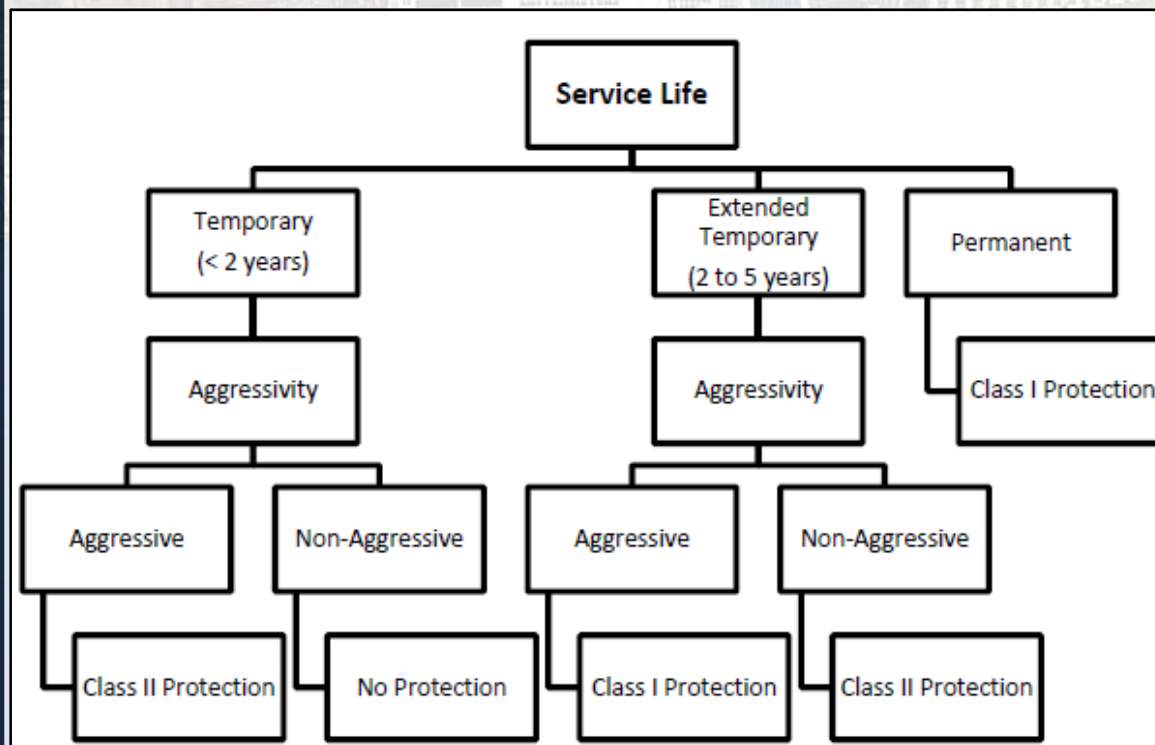 Service Life
Temporary
(< 2 years)
Extended
Temporary
(2 to 5 years)
Permanent
Aggressivity
Aggressivity
Class I Protection
Aggressive
Non-Aggressive
Aggressive
Non-Aggressive
Class II Protection
No Protection
Class I Protection
Class II Protection